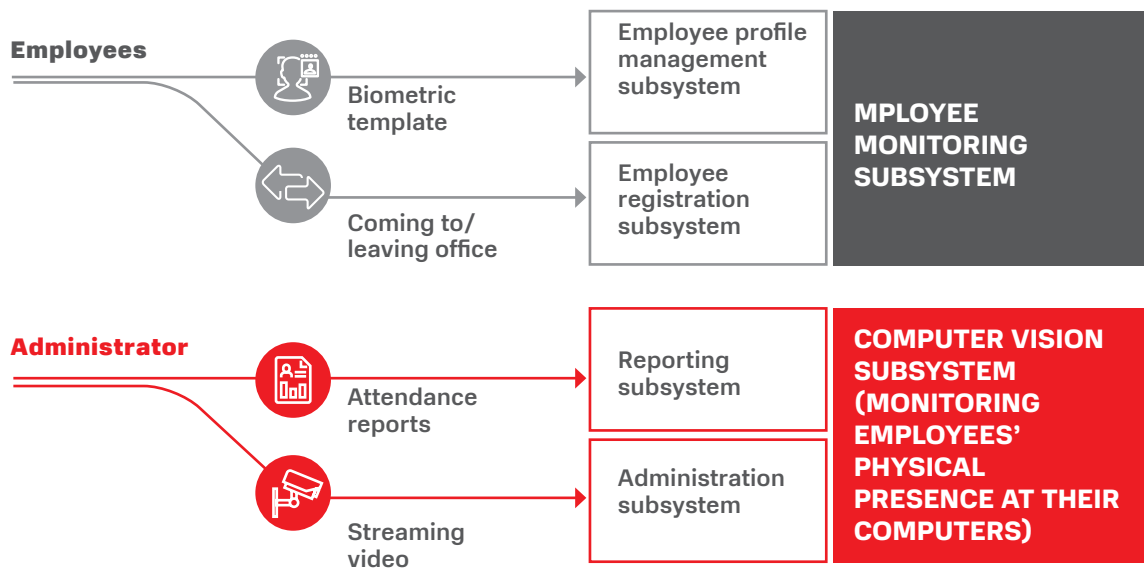 Employees
Biometric
template
Coming to/
leaving office
Employee profile
management
subsystem
Employee
registration
subsystem
MPLOYEE
MONITORING
SUBSYSTEM
Administrator
Attendance
reports
Streaming
video
Reporting
subsystem
Administration
subsystem
COMPUTER VISION
SUBSYSTEM
(MONITORING
EMPLOYEES’
PHYSICAL
PRESENCE AT THEIR
COMPUTERS)